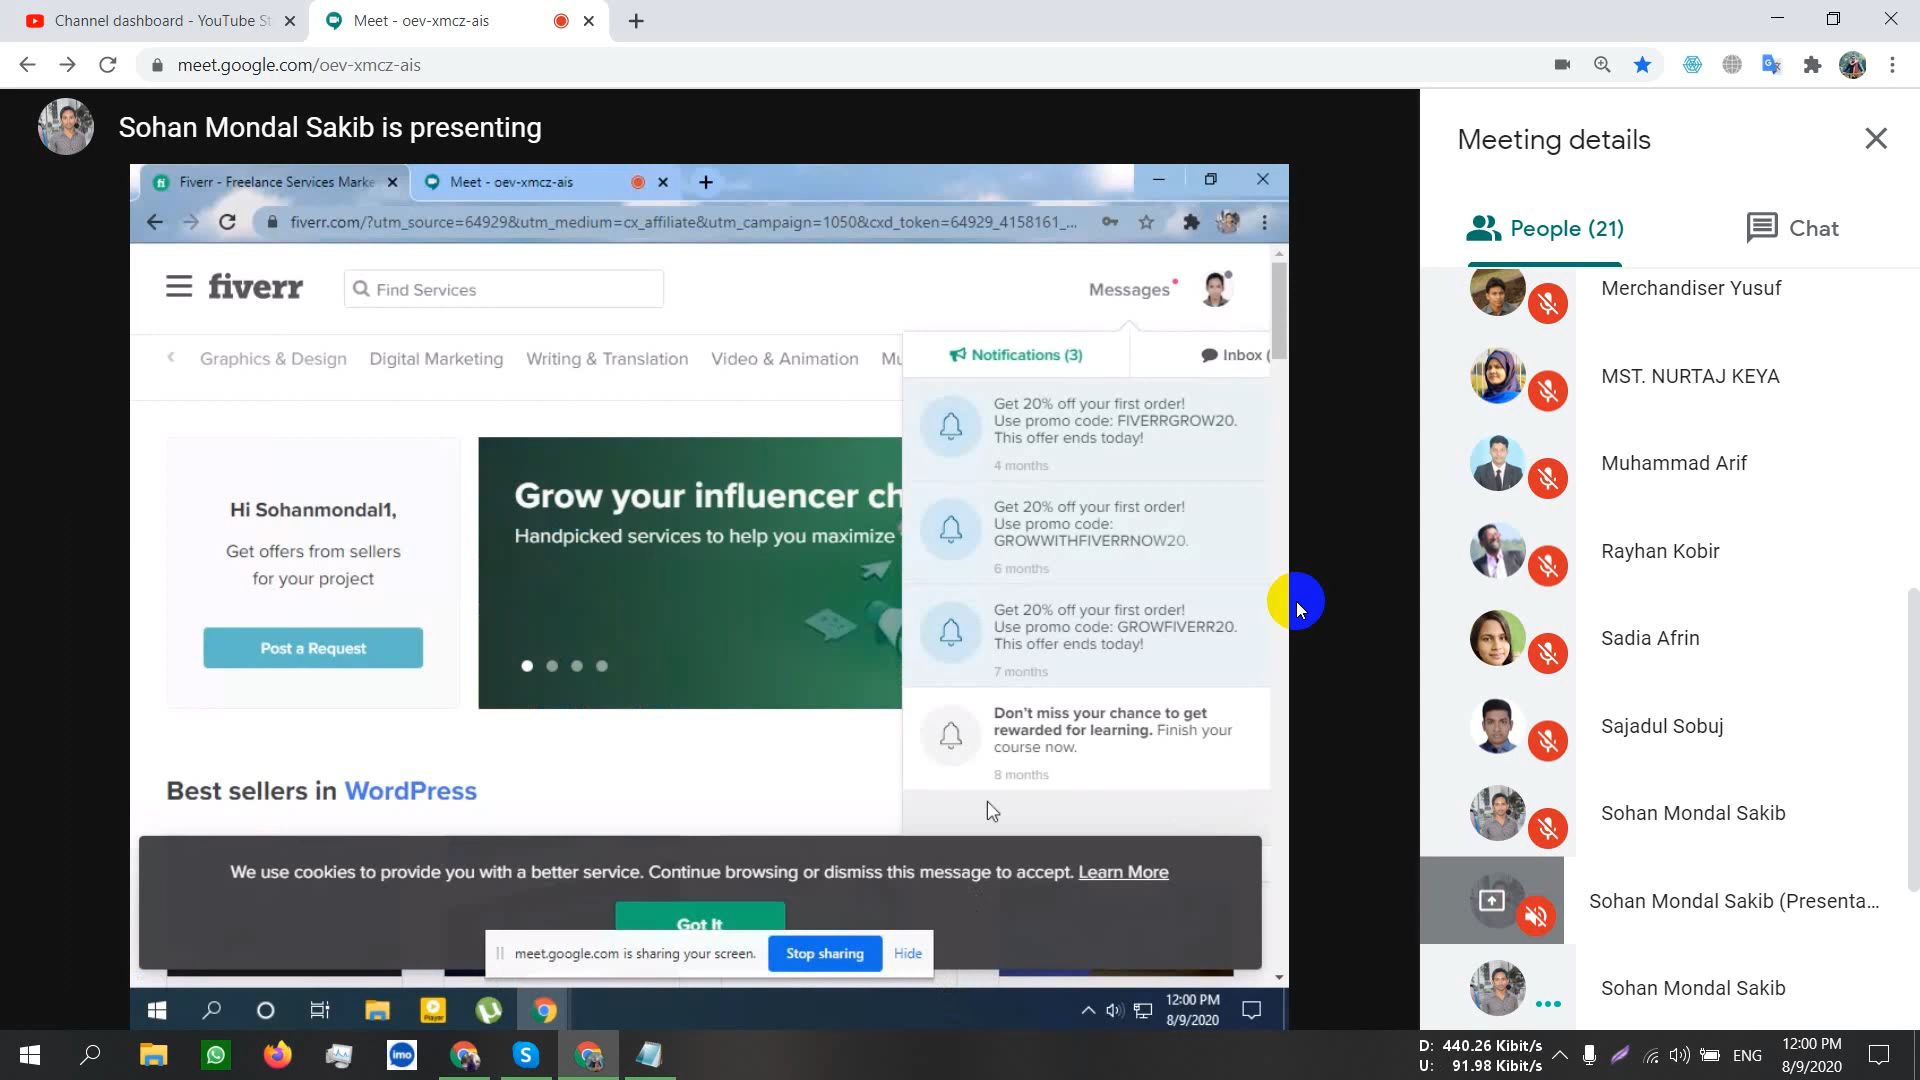 Channel dashboard - YouTube St
Meet - oev-xmcz-ais
meet.google.com/oev-xmcz-ais
Sohan Mondal Sakib is presenting
Fiverr - Freelance Services Marke
Meet - oev-xmcz-ais
fiverr.com/?utm_source=64929&utm_medium=cx_affiliate&utm_campaign=1050&cxd_token=64929_4158161_...
fiverr
Find Services
Messages
Graphics & Design
Digital Marketing
Writing & Translation
Video & Animation
Mu
Notifications (3)
Inbox (
Get 20% off your first order!
Use promo code: FIVERRGROW20.
This offer ends today!
4 months
Get 20% off your first order!
Use promo code:
GROWWITHFIVERRNOW20.
6 months
Get 20% off your first order!
Use promo code: GROWFIVERR20.
This offer ends today!
7 months
Don't miss your chance to get
rewarded for learning. Finish your
course now.
8 months
Hi Sohanmondal1,
Get offers from sellers
for your project
Post a Request
Grow your influencer ch
Handpicked services to help you maximize
Best sellers in WordPress
We use cookies to provide you with a better service. Continue browsing or dismiss this message to accept. Learn More
Got It
meet.google.com is sharing your screen.
Stop sharing
Hide
Player
12:00 PM
8/9/2020
Meeting details
People (21)
Chat
Merchandiser Yusuf
MST. NURTAJ KEYA
Muhammad Arif
Rayhan Kobir
Sadia Afrin
Sajadul Sobuj
Sohan Mondal Sakib
Sohan Mondal Sakib (Presenta...
Sohan Mondal Sakib
imo
D: 440.26 Kibit/s
U: 91.98 Kibit/s
ENG
12:00 PM
8/9/2020